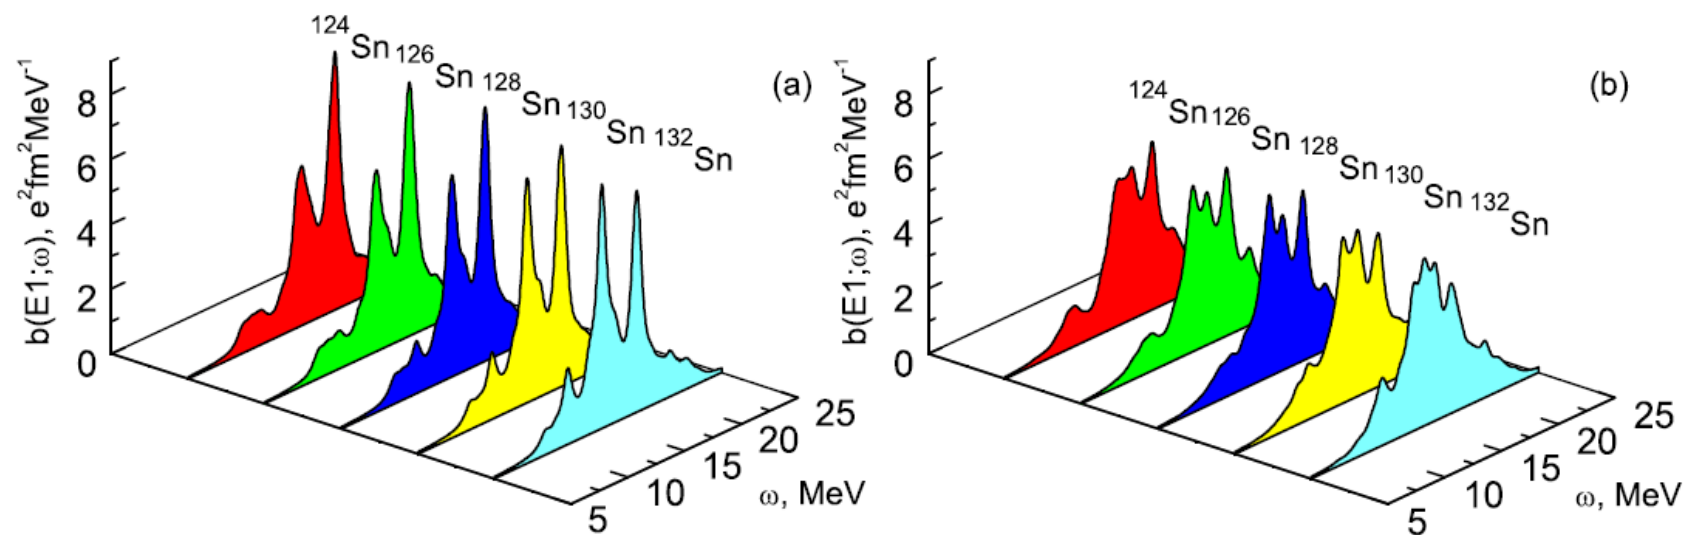 (a)
b(E1;ω), e²fm²MeV⁻¹
8
6
4
2
0
¹²⁴Sn
¹²⁶Sn
¹²⁸Sn
¹³⁰Sn
¹³²Sn
5
10
15
20
25
ω, MeV
(b)
b(E1;ω), e²fm²MeV⁻¹
8
6
4
2
0
¹²⁴Sn
¹²⁶Sn
¹²⁸Sn
¹³⁰Sn
¹³²Sn
5
10
15
20
25
ω, MeV